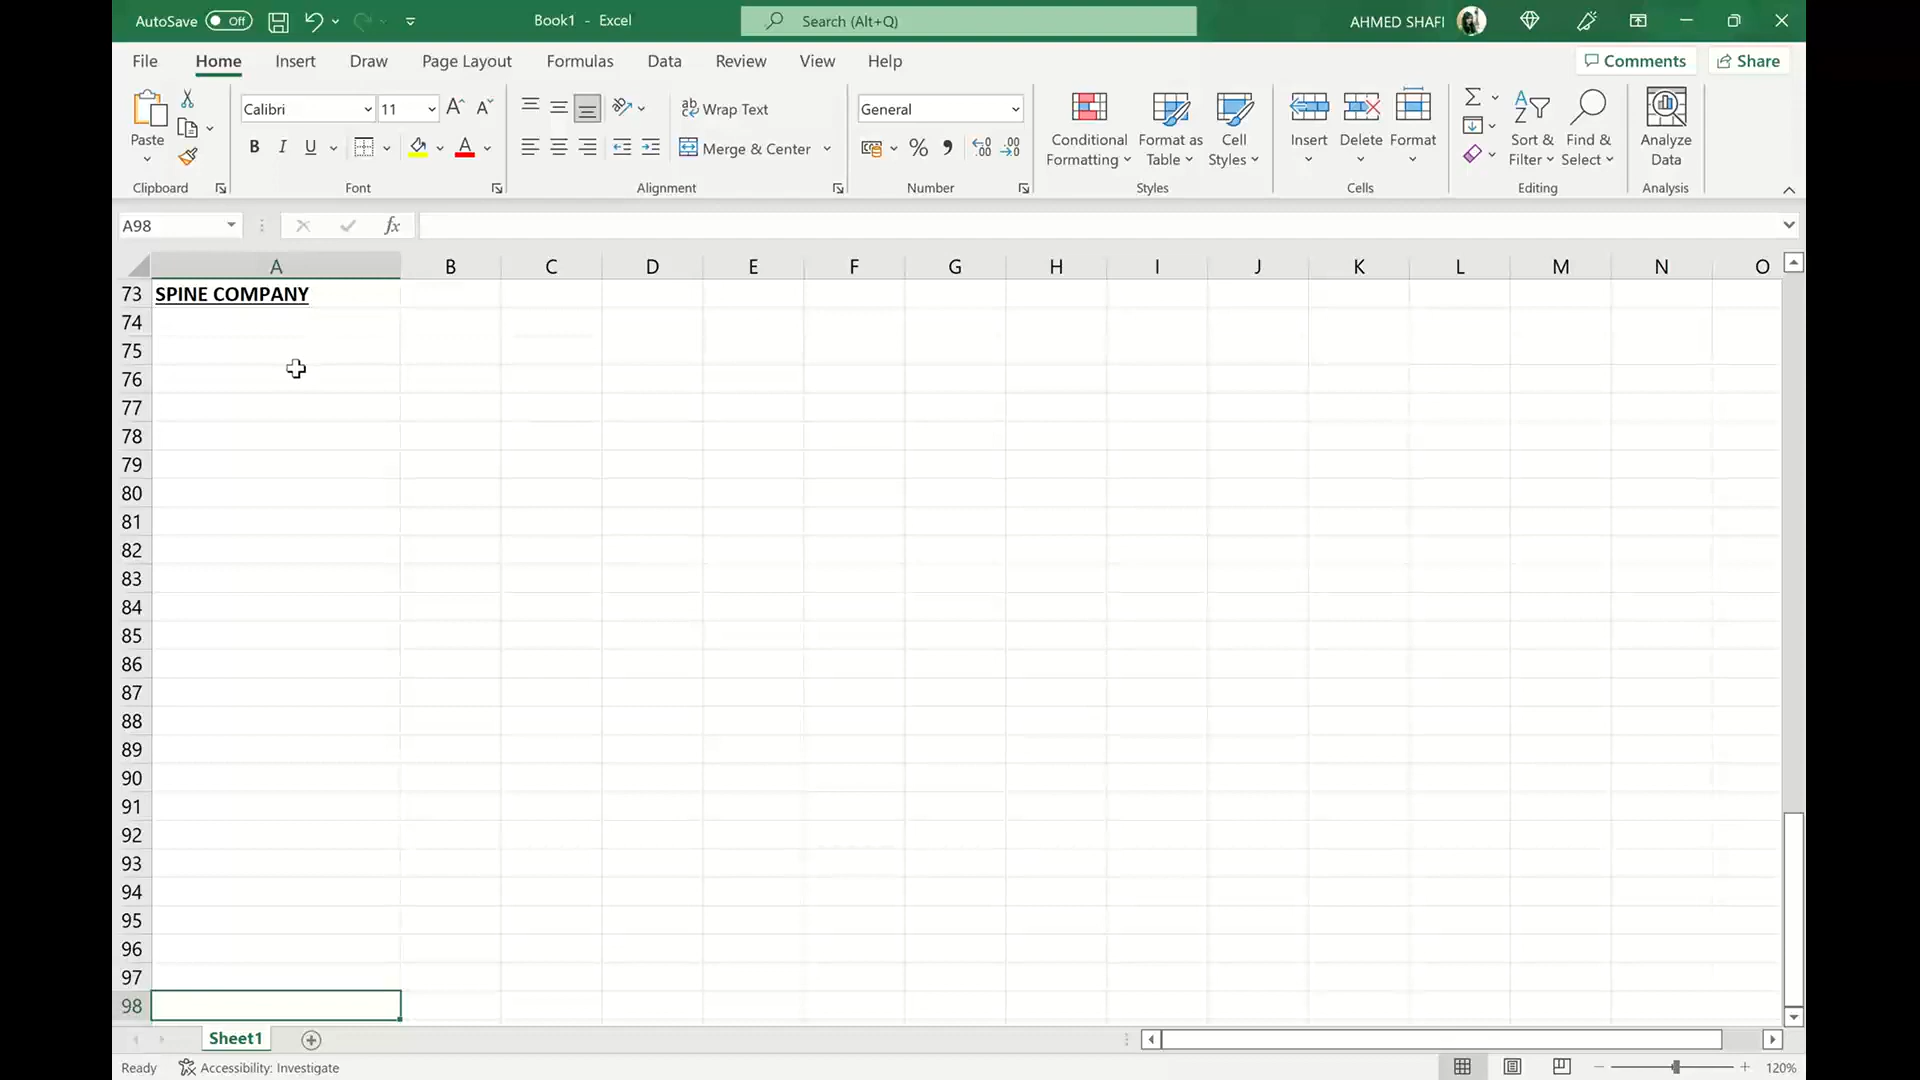 AutoSave Off Book1 - Excel Search (Alt+Q) AHMED SHAFI
File Home Insert Draw Page Layout Formulas Data Review View Help Comments Share
Paste
Clipboard
Calibri 11
B I U
Font
Wrap Text
Merge & Center
Alignment
General
Number
Conditional Formatting
Format as Table
Cell Styles
Styles
Insert Delete Format
Cells
Sort & Filter
Find & Select
Editing
Analyze Data
Analysis
A98 fx
A B C D E F G H I J K L M N O
73 SPINE COMPANY
74
75
76
77
78
79
80
81
82
83
84
85
86
87
88
89
90
91
92
93
94
95
96
97
98
Sheet1
Ready Accessibility: Investigate 120%